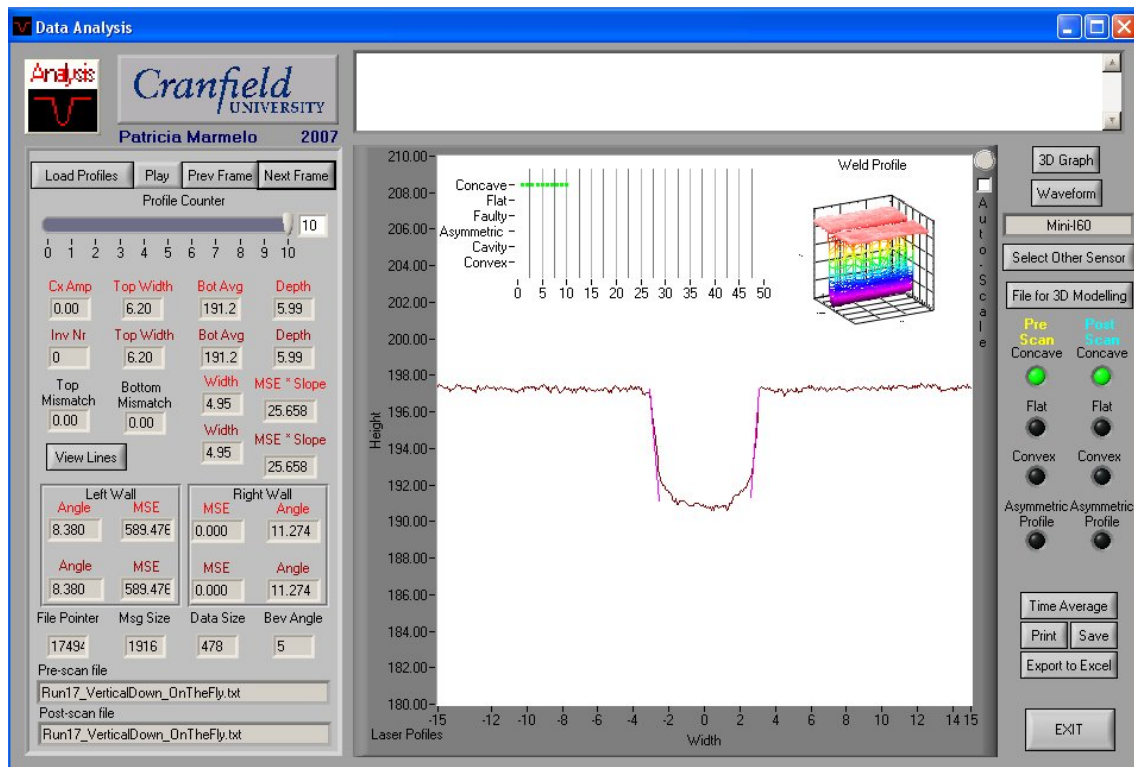 Data Analysis
Analysis
Cranfield
UNIVERSITY
Patricia Marmelo 2007
Load Profiles Play Prev Frame Next Frame
Profile Counter
10
0 1 2 3 4 5 6 7 8 9 10
Cx Amp Top Width Bot Avg Depth
0.00 6.20 191.2 5.99
Inv Nr Top Width Bot Avg Depth
0 6.20 191.2 5.99
Top Mismatch Bottom Mismatch Width MSE * Slope
0.00 0.00 4.95 25.658
Width MSE * Slope
4.95 25.658
View Lines
Left Wall Right Wall
Angle MSE MSE Angle
8.380 589.476 0.000 11.274
Angle MSE MSE Angle
8.380 589.476 0.000 11.274
File Pointer Msg Size Data Size Bev Angle
1916 478 5
Pre-scan file
Run17_VerticalDown_OnTheFly.txt
Post-scan file
Run17_VerticalDown_OnTheFly.txt
210.00
208.00
206.00
204.00
202.00
200.00
198.00
196.00
194.00
192.00
190.00
188.00
186.00
184.00
182.00
180.00
Height
-15 -12 -10 -8 -6 -4 -2 0 2 4 6 8 10 12 14 15
Width
Laser Pofiles
Concave
Flat
Faulty
Asymmetric
Cavity
Convex
0 5 10 15 20 25 30 35 40 45 50
Weld Profile
Auto-Scale
3D Graph
Waveform
Mini-I60
Select Other Sensor
File for 3D Modelling
Pre Scan Post Scan
Concave Concave
Flat Flat
Convex Convex
Asymmetric Profile Asymmetric Profile
Time Average
Print Save
Export to Excel
EXIT